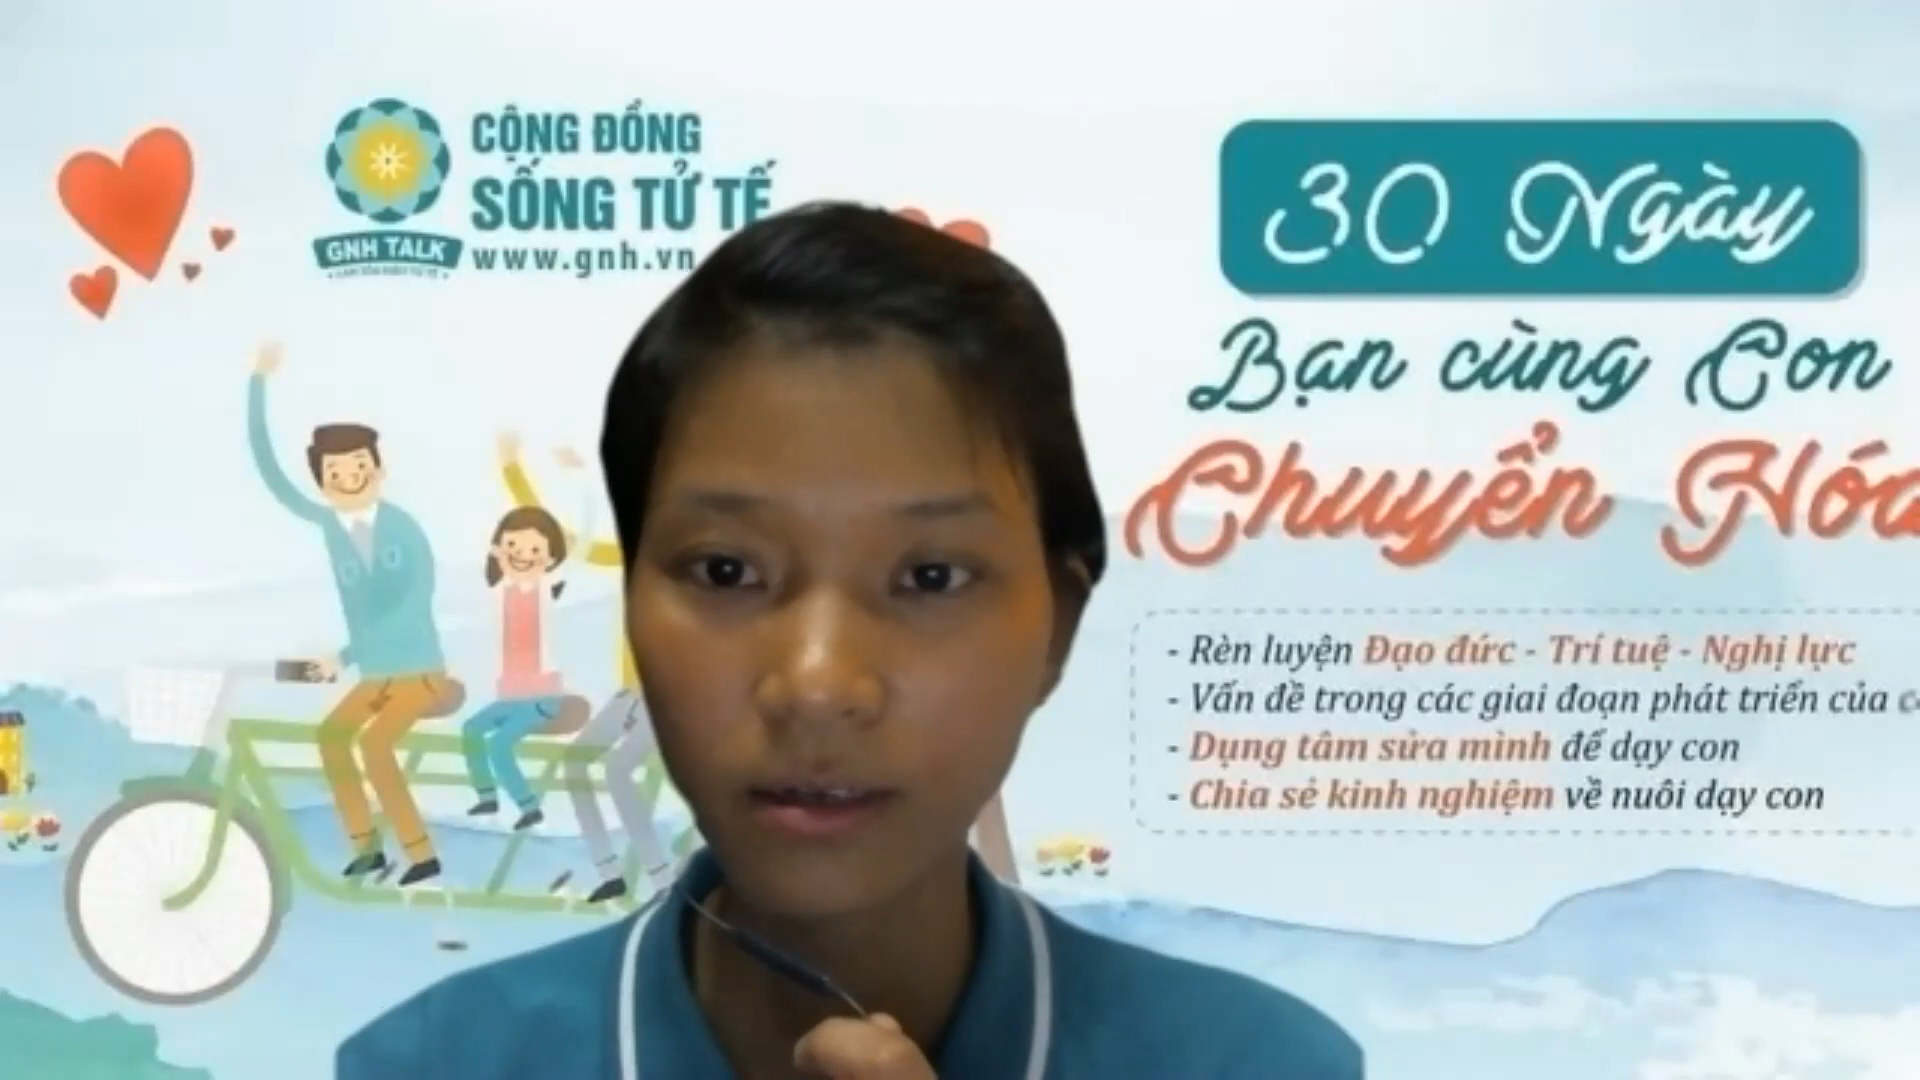 CỘNG ĐỒNG
SỐNG TỬ TẾ
GNH TALK
www.gnh.vn
30 Ngày
Bạn cùng Con
Chuyển Hóa
- Rèn luyện Đạo đức - Trí tuệ - Nghị lực
- Vấn đề trong các giai đoạn phát triển của
- Dụng tâm sửa mình để dạy con
- Chia sẻ kinh nghiệm về nuôi dạy con